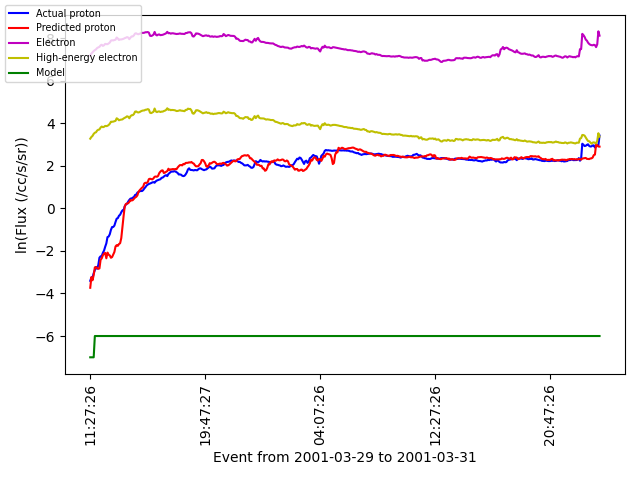 Actual proton
Predicted proton
Electron
High-energy electron
Model
8
6
4
2
0
−2
−4
−6
ln(Flux (/cc/s/sr))
11:27:26
19:47:27
04:07:26
12:27:26
20:47:26
Event from 2001-03-29 to 2001-03-31